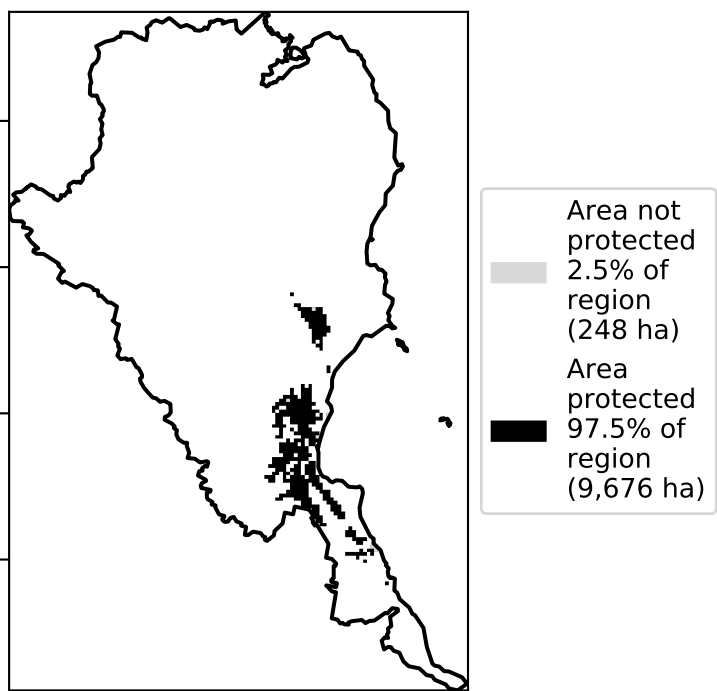 Area not
protected
2.5% of
region
(248 ha)
Area
protected
97.5% of
region
(9,676 ha)